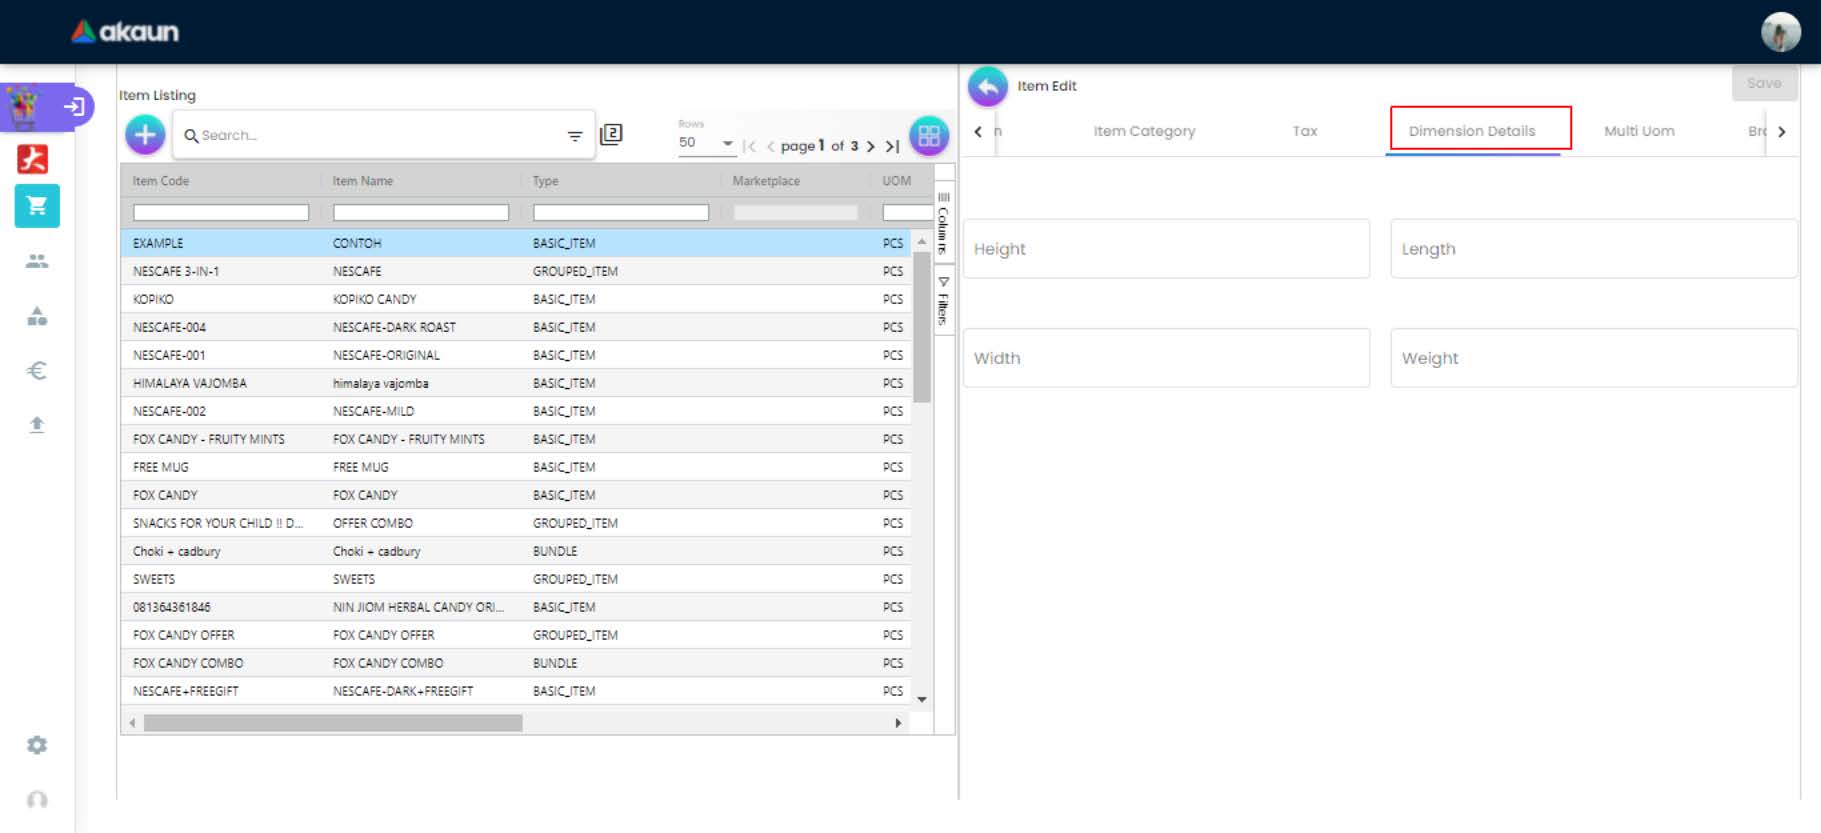 akaun
Item Listing
Search...
2
Rows
50
page 1 of 3
Item Code Item Name Type Marketplace UOM
Columns
Filters
EXAMPLE CONTOH BASIC_ITEM PCS
NESCAFE 3-IN-1 NESCAFE GROUPED_ITEM PCS
KOPIKO KOPIKO CANDY BASIC_ITEM PCS
NESCAFE-004 NESCAFE-DARK ROAST BASIC_ITEM PCS
NESCAFE-001 NESCAFE-ORIGINAL BASIC_ITEM PCS
HIMALAYA VAJOMBA himalaya vajomba BASIC_ITEM PCS
NESCAFE-002 NESCAFE-MILD BASIC_ITEM PCS
FOX CANDY - FRUITY MINTS FOX CANDY - FRUITY MINTS BASIC_ITEM PCS
FREE MUG FREE MUG BASIC_ITEM PCS
FOX CANDY FOX CANDY BASIC_ITEM PCS
SNACKS FOR YOUR CHILD !! D... OFFER COMBO GROUPED_ITEM PCS
Choki + cadbury Choki + cadbury BUNDLE PCS
SWEETS SWEETS GROUPED_ITEM PCS
081364361846 NIN JIOM HERBAL CANDY ORI... BASIC_ITEM PCS
FOX CANDY OFFER FOX CANDY OFFER GROUPED_ITEM PCS
FOX CANDY COMBO FOX CANDY COMBO BUNDLE PCS
NESCAFE+FREEGIFT NESCAFE-DARK+FREEGIFT BASIC_ITEM PCS
Item Edit
Save
n Item Category Tax Dimension Details Multi Uom Bra
Height Length
Width Weight